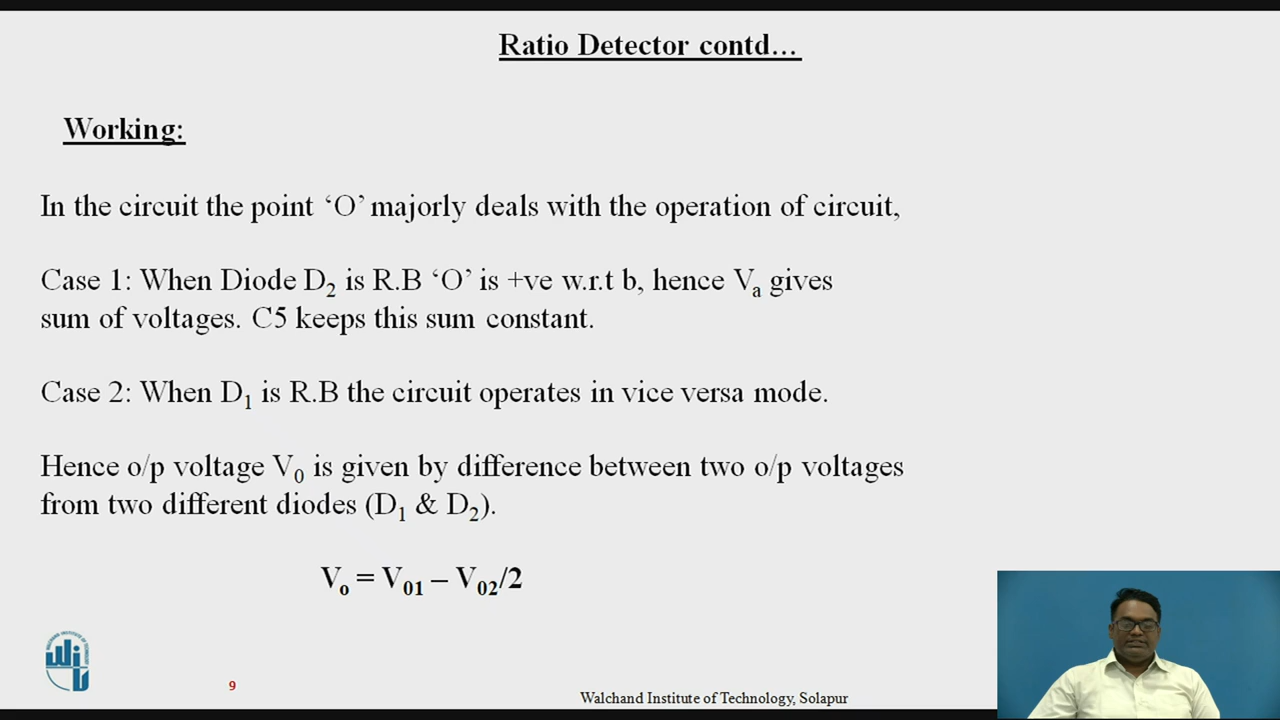 Ratio Detector contd…
Working:
In the circuit the point ‘O’ majorly deals with the operation of circuit,
Case 1: When Diode D₂ is R.B ‘O’ is +ve w.r.t b, hence Vₐ gives
sum of voltages. C5 keeps this sum constant.
Case 2: When D₁ is R.B the circuit operates in vice versa mode.
Hence o/p voltage V₀ is given by difference between two o/p voltages
from two different diodes (D₁ & D₂).
Vₒ = V₀₁ – V₀₂/2
9
Walchand Institute of Technology, Solapur